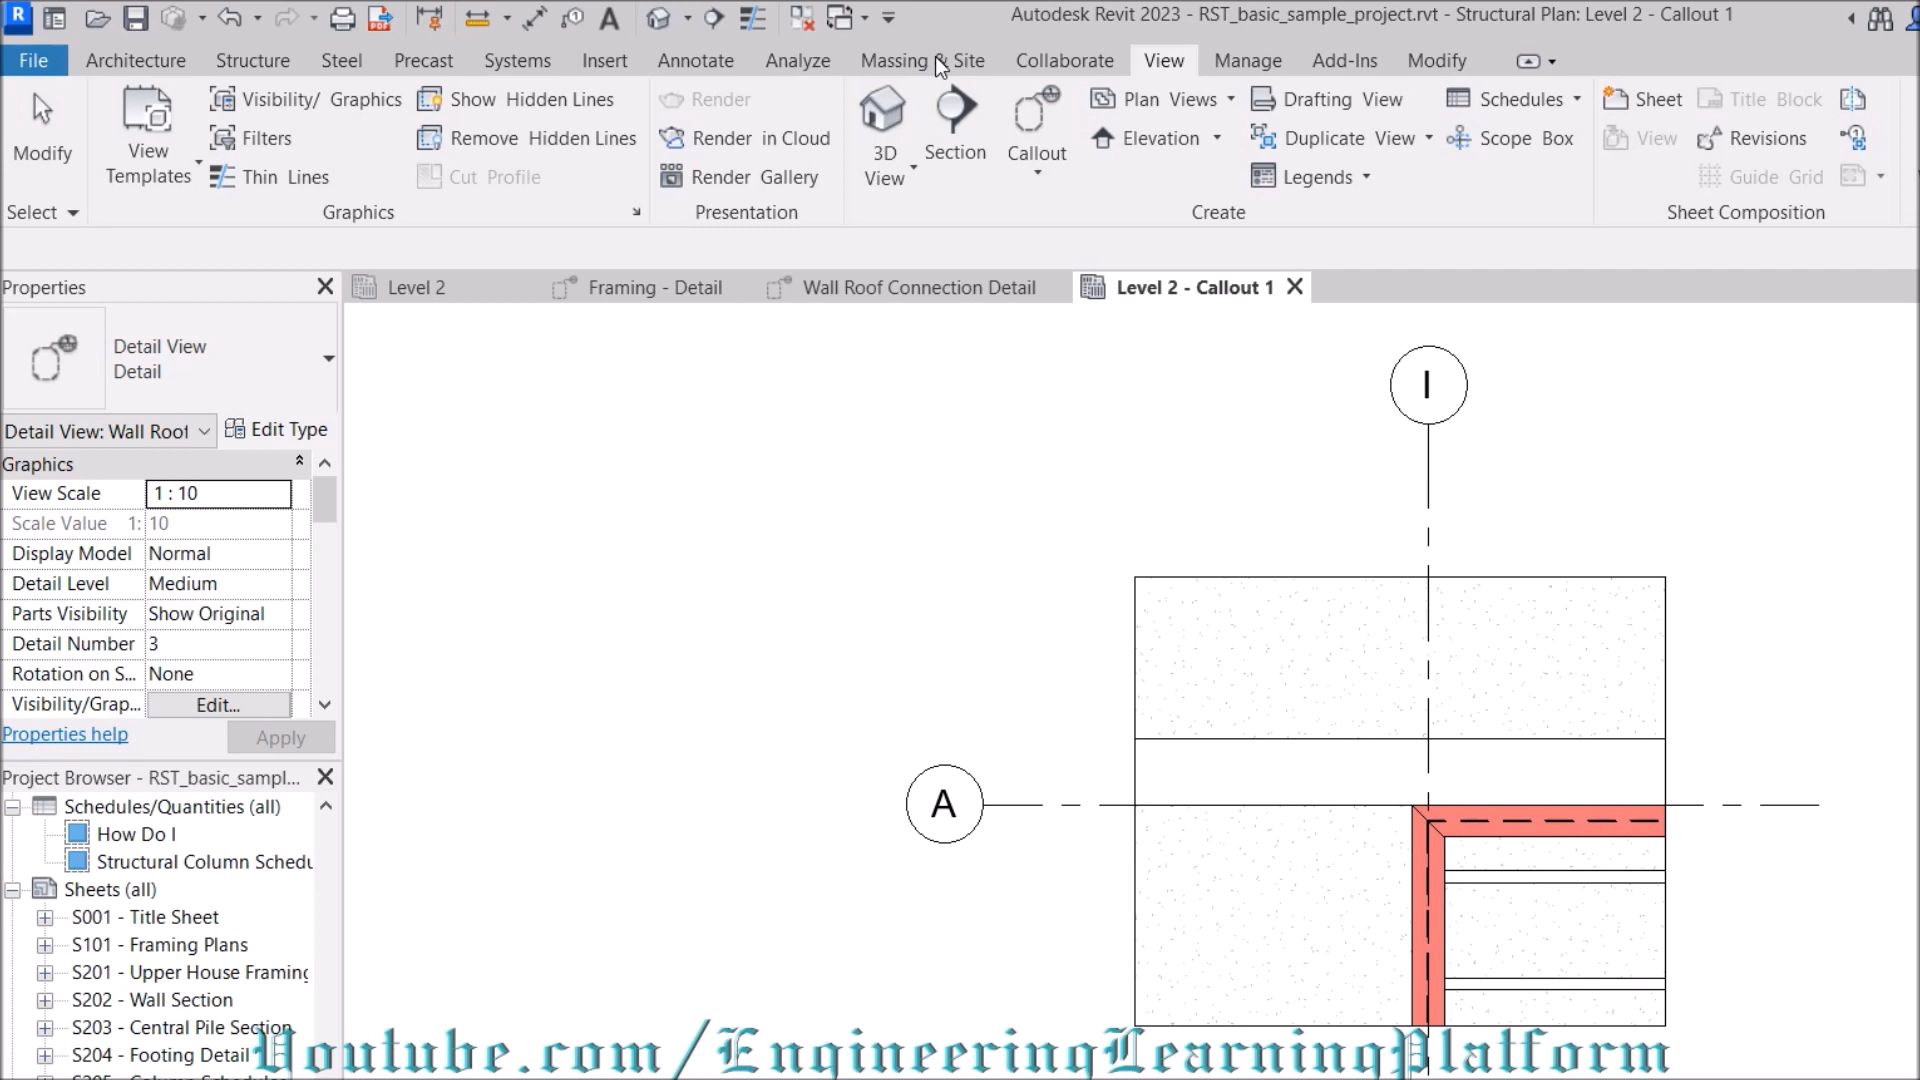 R Autodesk Revit 2023 - RST_basic_sample_project.rvt - Structural Plan: Level 2 - Callout 1
File Architecture Structure Steel Precast Systems Insert Annotate Analyze Massing & Site Collaborate View Manage Add-Ins Modify
Visibility/ Graphics Show Hidden Lines Render Plan Views Drafting View Schedules Sheet Title Block
Filters Remove Hidden Lines Render in Cloud Elevation Duplicate View Scope Box View Revisions
Modify View Templates Thin Lines Cut Profile Render Gallery 3D View Section Callout Legends Guide Grid
Select Graphics Presentation Create Sheet Composition
Properties Level 2 Framing - Detail Wall Roof Connection Detail Level 2 - Callout 1
Detail View
Detail
Detail View: Wall Roof Edit Type
Graphics
View Scale 1 : 10
Scale Value 1: 10
Display Model Normal
Detail Level Medium
Parts Visibility Show Original
Detail Number 3
Rotation on S... None
Visibility/Grap... Edit...
Properties help Apply
Project Browser - RST_basic_sampl...
Schedules/Quantities (all)
How Do I
Structural Column Schedu
Sheets (all)
S001 - Title Sheet
S101 - Framing Plans
S201 - Upper House Framing
S202 - Wall Section
S203 - Central Pile Section
S204 - Footing Detail
I
A
Youtube.com/EngineeringLearningPlatform